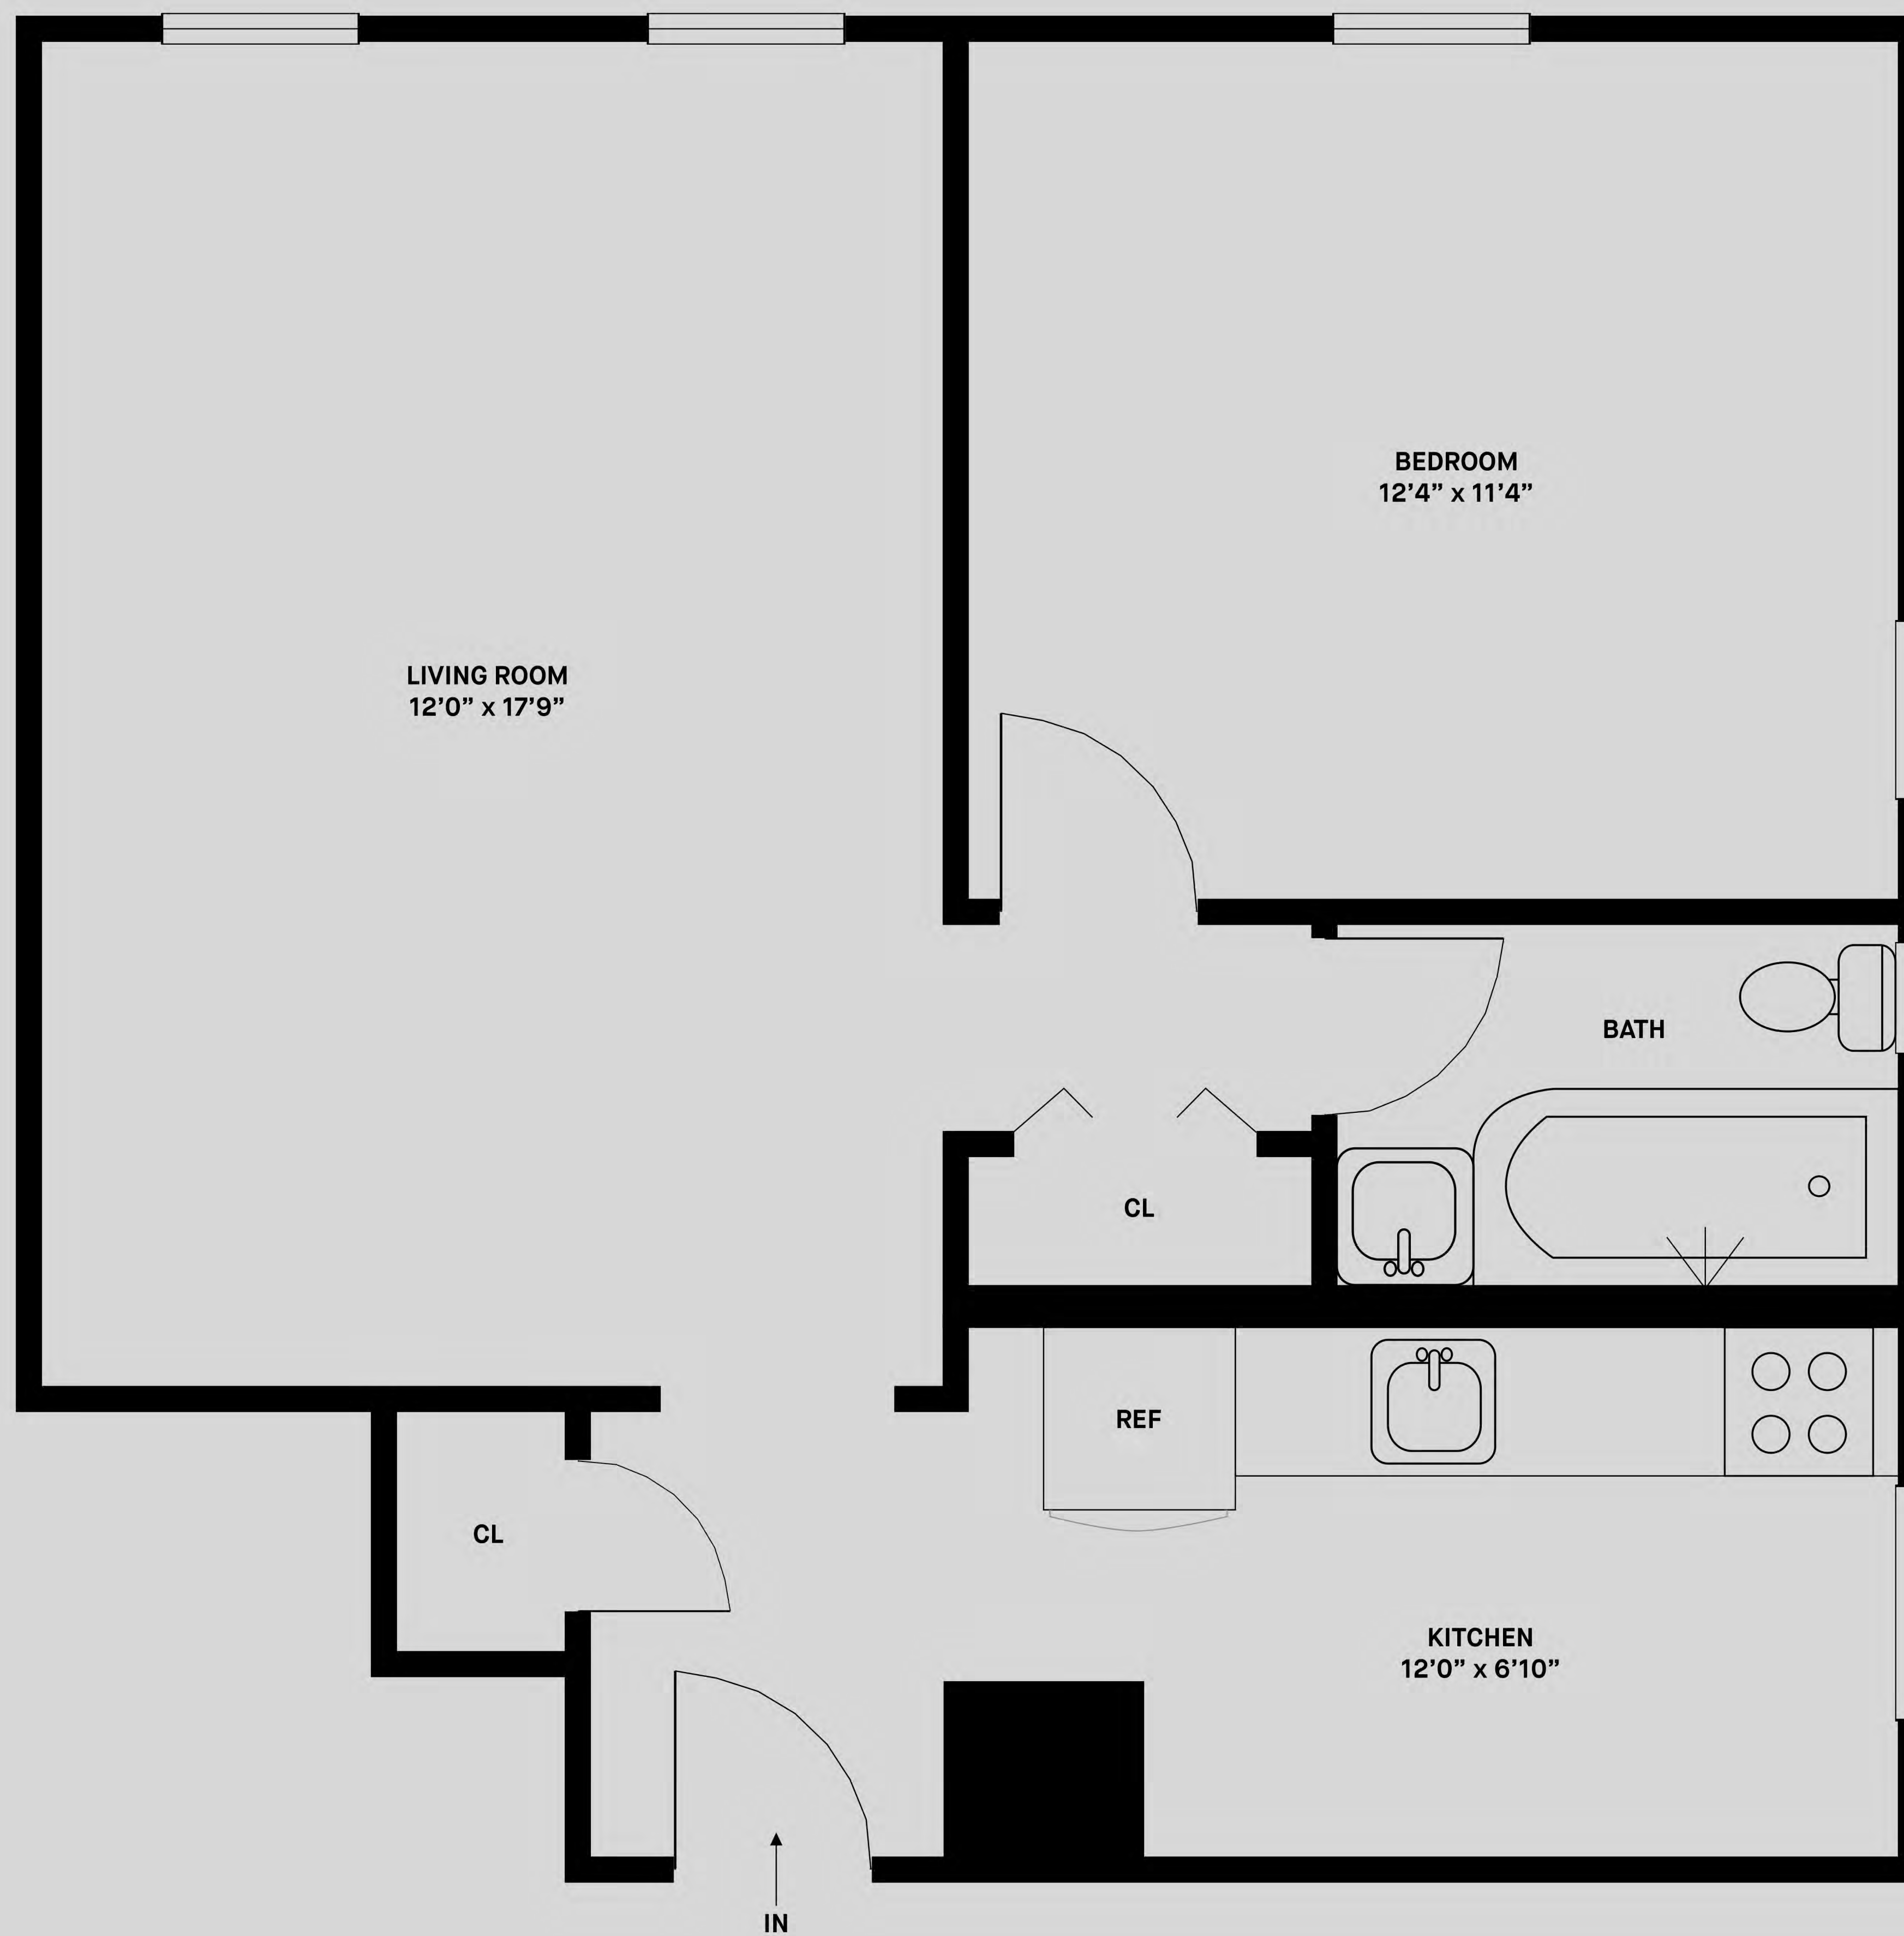 BEDROOM
12’4” x 11’4”
LIVING ROOM
12’0” x 17’9”
BATH
CL
REF
CL
KITCHEN
12’0” x 6’10”
IN